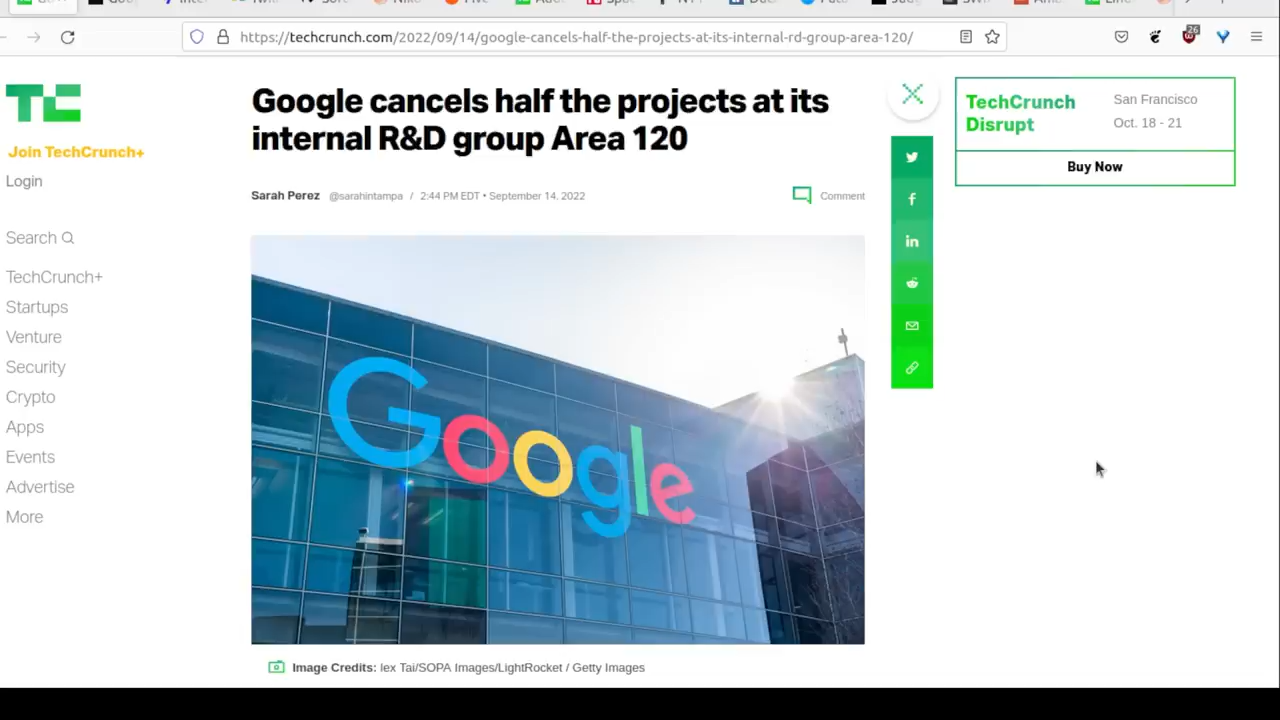 https://techcrunch.com/2022/09/14/google-cancels-half-the-projects-at-its-internal-rd-group-area-120/
26
TC
Join TechCrunch+
Login
Search
TechCrunch+
Startups
Venture
Security
Crypto
Apps
Events
Advertise
More
Google cancels half the projects at its
internal R&D group Area 120
Sarah Perez @sarahintampa / 2:44 PM EDT • September 14, 2022
Comment
Google
Image Credits: lex Tai/SOPA Images/LightRocket / Getty Images
TechCrunch
Disrupt
San Francisco
Oct. 18 - 21
Buy Now